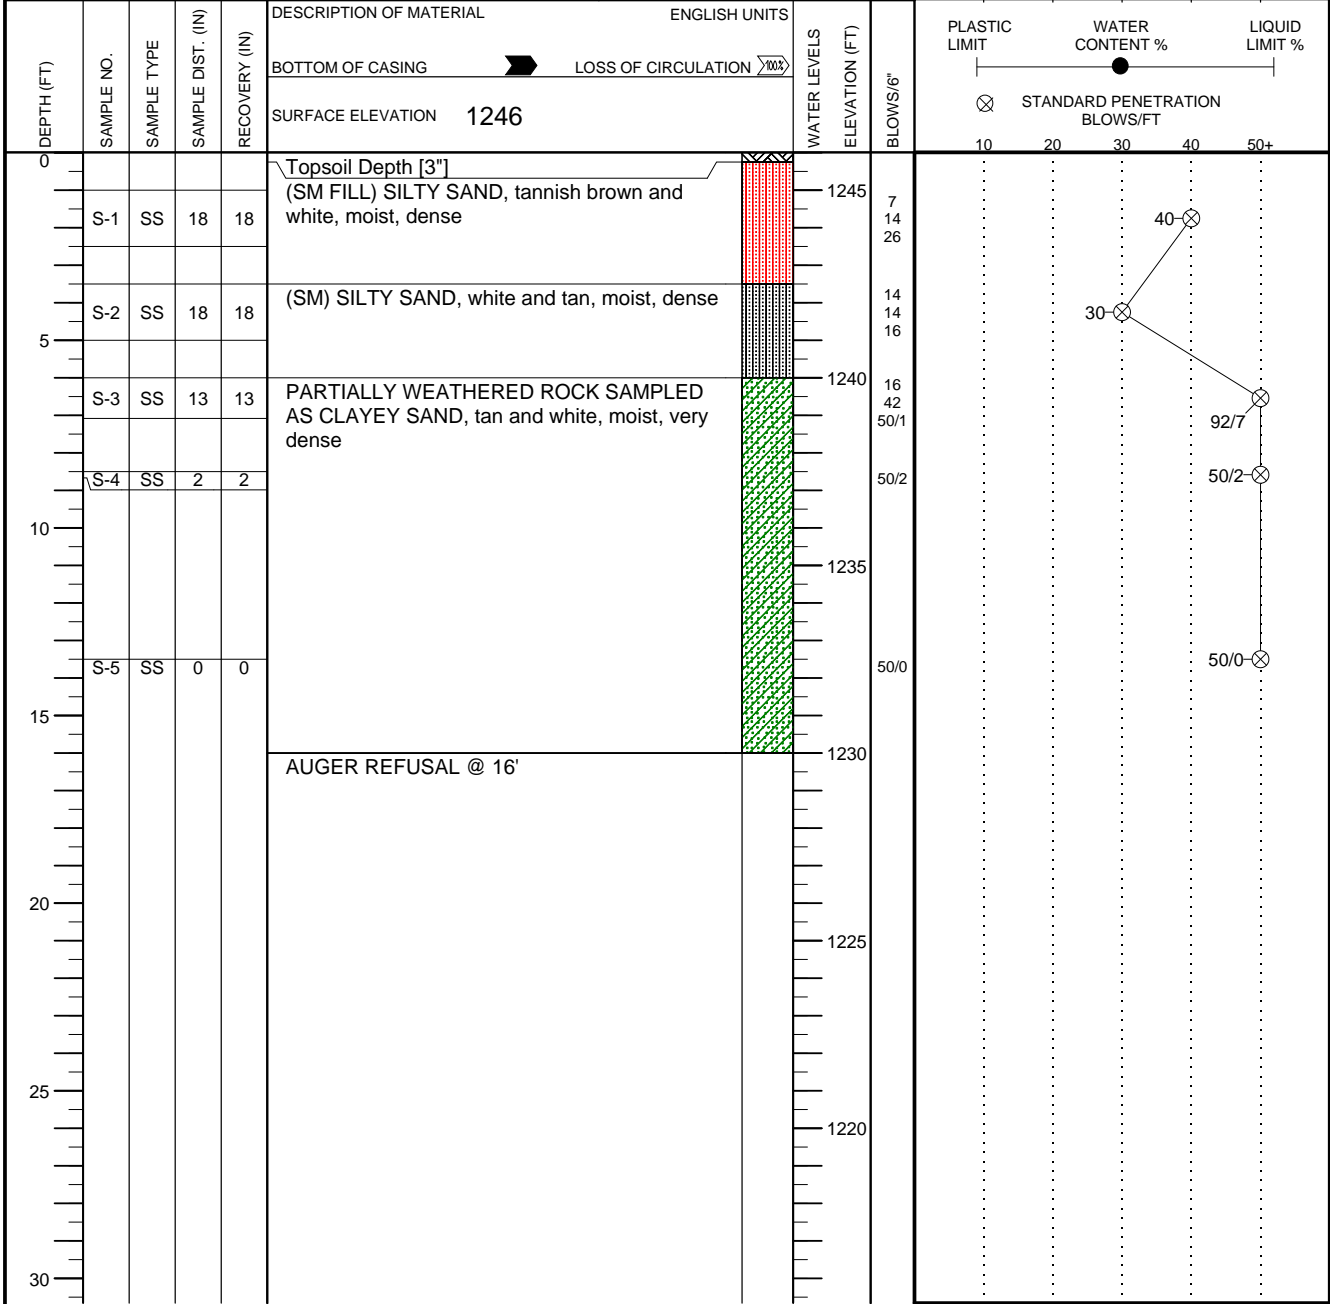 DEPTH (FT)
SAMPLE NO.
SAMPLE TYPE
SAMPLE DIST. (IN)
RECOVERY (IN)
DESCRIPTION OF MATERIAL ENGLISH UNITS
BOTTOM OF CASING LOSS OF CIRCULATION 100%
SURFACE ELEVATION 1246
WATER LEVELS
ELEVATION (FT)
BLOWS/6"
PLASTIC
LIMIT
WATER
CONTENT %
LIQUID
LIMIT %
STANDARD PENETRATION
BLOWS/FT
10 20 30 40 50+
0
Topsoil Depth [3"]
(SM FILL) SILTY SAND, tannish brown and
white, moist, dense
1245
S-1 SS 18 18
7
14
26
40
(SM) SILTY SAND, white and tan, moist, dense
S-2 SS 18 18
14
14
16
30
5
1240
PARTIALLY WEATHERED ROCK SAMPLED
AS CLAYEY SAND, tan and white, moist, very
dense
S-3 SS 13 13
16
42
50/1
92/7
S-4 SS 2 2
50/2
50/2
10
1235
S-5 SS 0 0
50/0
50/0
15
1230
AUGER REFUSAL @ 16'
20
1225
25
1220
30